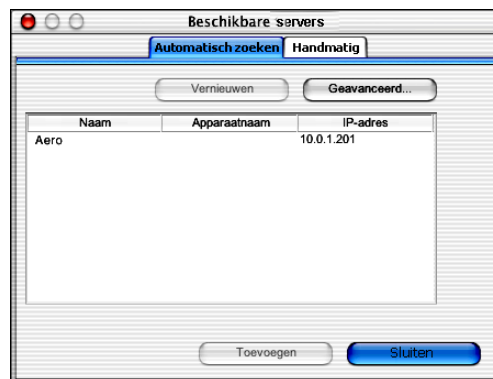 Beschikbare servers
Automatisch zoeken Handmatig
Vernieuwen Geavanceerd...
Naam Apparaatnaam IP-adres
Aero 10.0.1.201
Toevoegen Sluiten